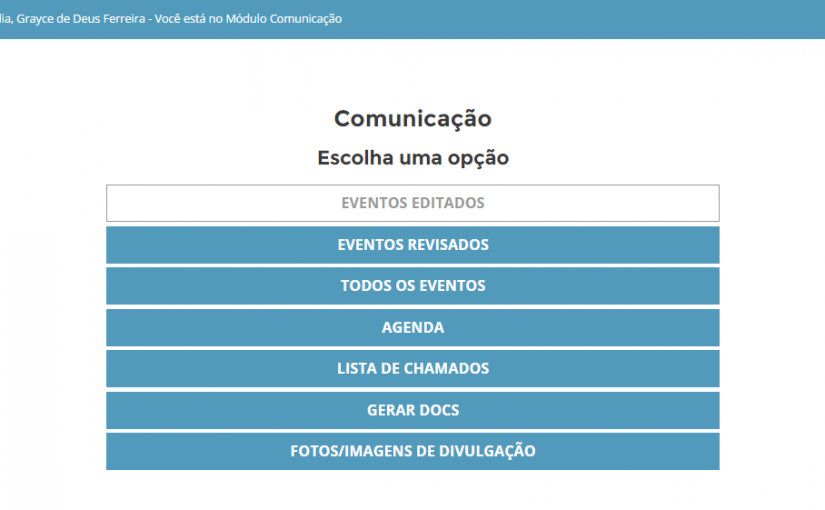 Grayce de Deus Ferreira - Você está no Módulo Comunicação
Comunicação
Escolha uma opção
EVENTOS EDITADOS
EVENTOS REVISADOS
TODOS OS EVENTOS
AGENDA
LISTA DE CHAMADOS
GERAR DOCS
FOTOS/IMAGENS DE DIVULGAÇÃO